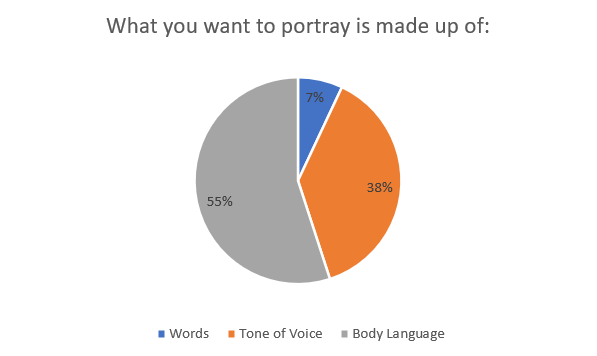 What you want to portray is made up of:
7%
38%
55%
Words Tone of Voice Body Language